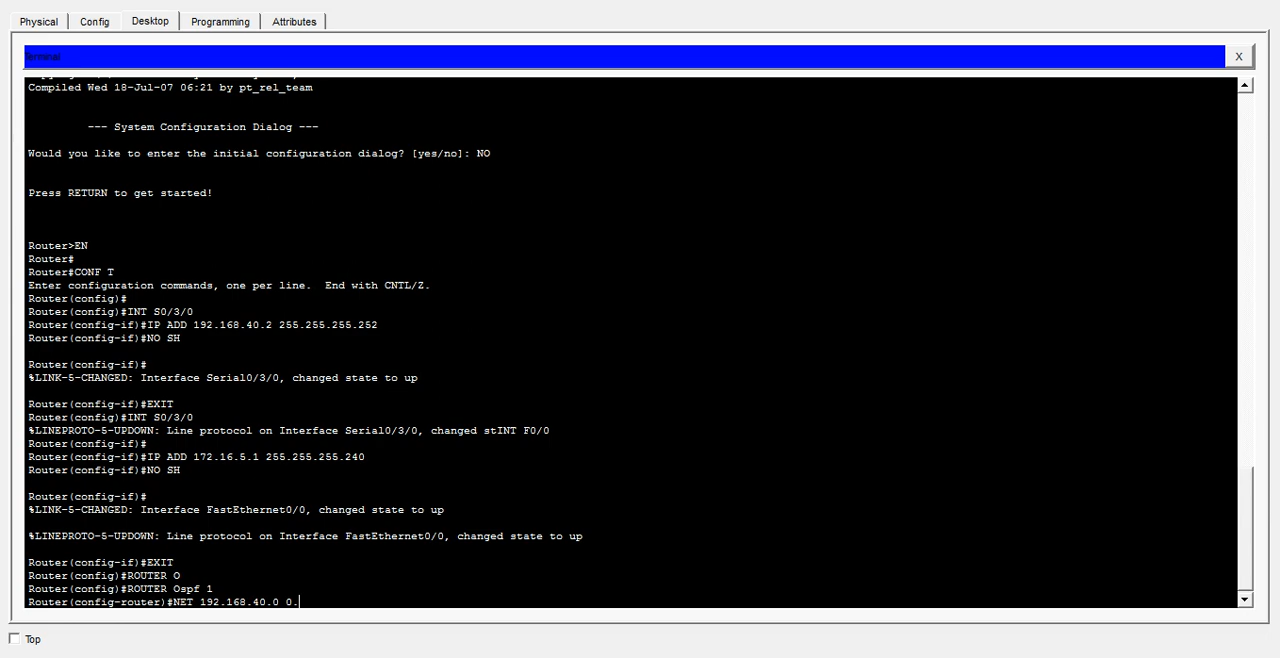 Physical Config Desktop Programming Attributes
Terminal X
Compiled Wed 18-Jul-07 06:21 by pt_rel_team
--- System Configuration Dialog ---
Would you like to enter the initial configuration dialog? [yes/no]: NO
Press RETURN to get started!
Router>EN
Router#
Router#CONF T
Enter configuration commands, one per line.  End with CNTL/Z.
Router(config)#
Router(config)#INT S0/3/0
Router(config-if)#IP ADD 192.168.40.2 255.255.255.252
Router(config-if)#NO SH
Router(config-if)#
%LINK-5-CHANGED: Interface Serial0/3/0, changed state to up
Router(config-if)#EXIT
Router(config)#INT S0/3/0
%LINEPROTO-5-UPDOWN: Line protocol on Interface Serial0/3/0, changed stINT F0/0
Router(config-if)#
Router(config-if)#IP ADD 172.16.5.1 255.255.255.240
Router(config-if)#NO SH
Router(config-if)#
%LINK-5-CHANGED: Interface FastEthernet0/0, changed state to up
%LINEPROTO-5-UPDOWN: Line protocol on Interface FastEthernet0/0, changed state to up
Router(config-if)#EXIT
Router(config)#ROUTER O
Router(config)#ROUTER Ospf 1
Router(config-router)#NET 192.168.40.0 0.
Top